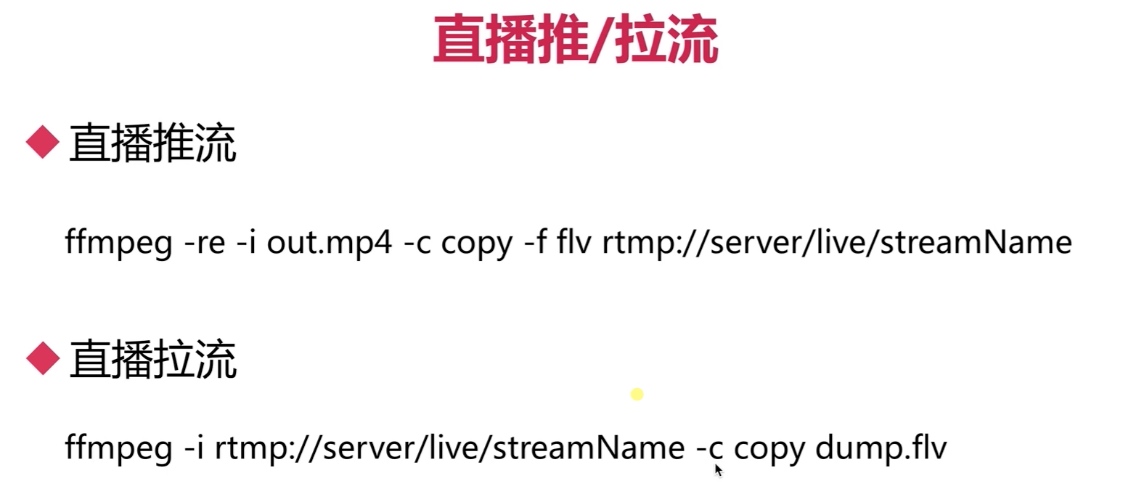 直播推/拉流
直播推流
ffmpeg -re -i out.mp4 -c copy -f flv rtmp://server/live/streamName
直播拉流
ffmpeg -i rtmp://server/live/streamName -c copy dump.flv